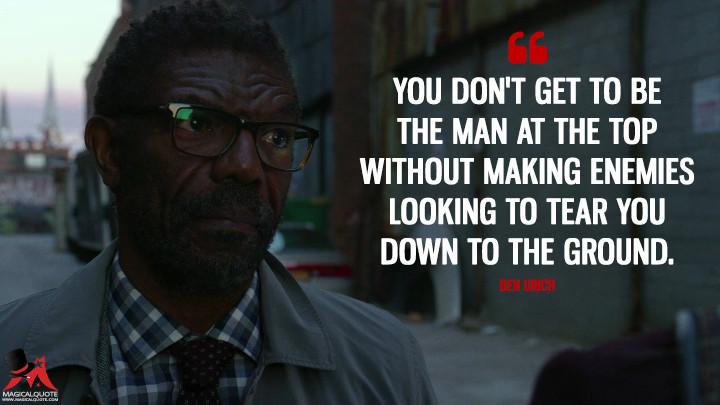 ❝
YOU DON'T GET TO BE
THE MAN AT THE TOP
WITHOUT MAKING ENEMIES
LOOKING TO TEAR YOU
DOWN TO THE GROUND.
BEN URICH
MAGICALQUOTE
WWW.MAGICALQUOTE.COM